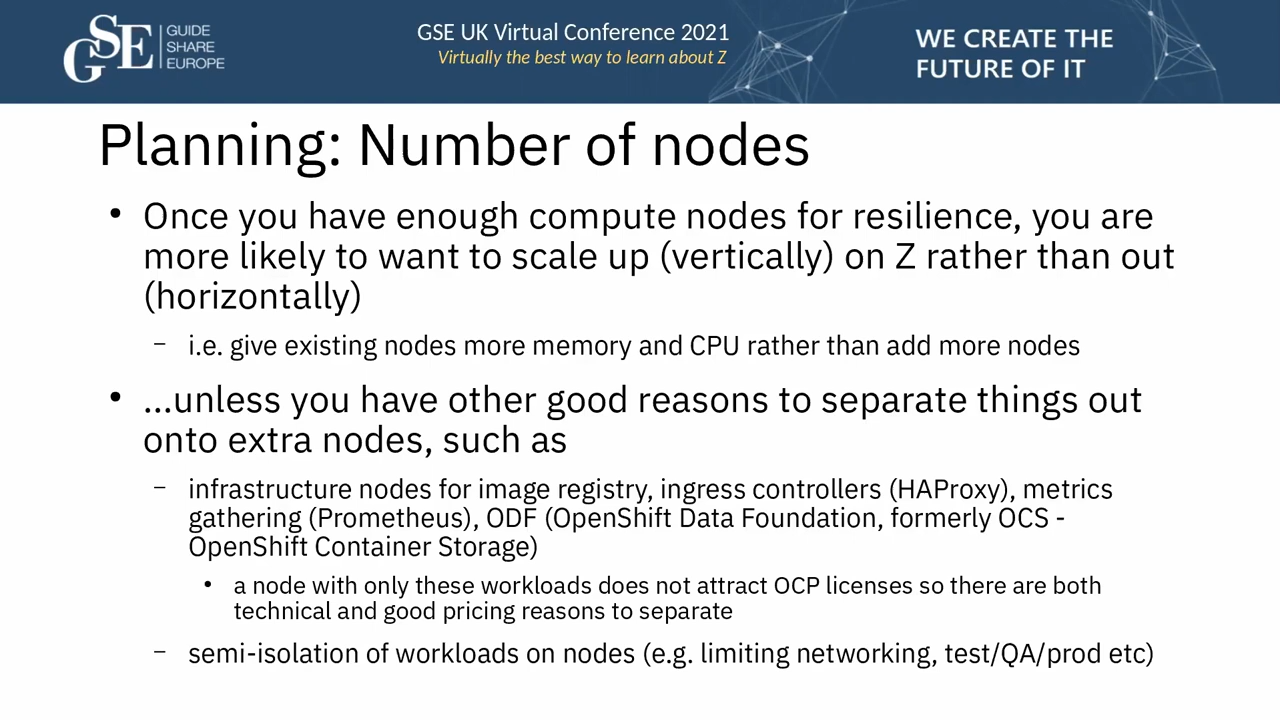 GSE
GUIDE
SHARE
EUROPE
GSE UK Virtual Conference 2021
Virtually the best way to learn about Z
WE CREATE THE
FUTURE OF IT
Planning: Number of nodes
• Once you have enough compute nodes for resilience, you are
more likely to want to scale up (vertically) on Z rather than out
(horizontally)
– i.e. give existing nodes more memory and CPU rather than add more nodes
• ...unless you have other good reasons to separate things out
onto extra nodes, such as
– infrastructure nodes for image registry, ingress controllers (HAProxy), metrics
gathering (Prometheus), ODF (OpenShift Data Foundation, formerly OCS -
OpenShift Container Storage)
• a node with only these workloads does not attract OCP licenses so there are both
technical and good pricing reasons to separate
– semi-isolation of workloads on nodes (e.g. limiting networking, test/QA/prod etc)